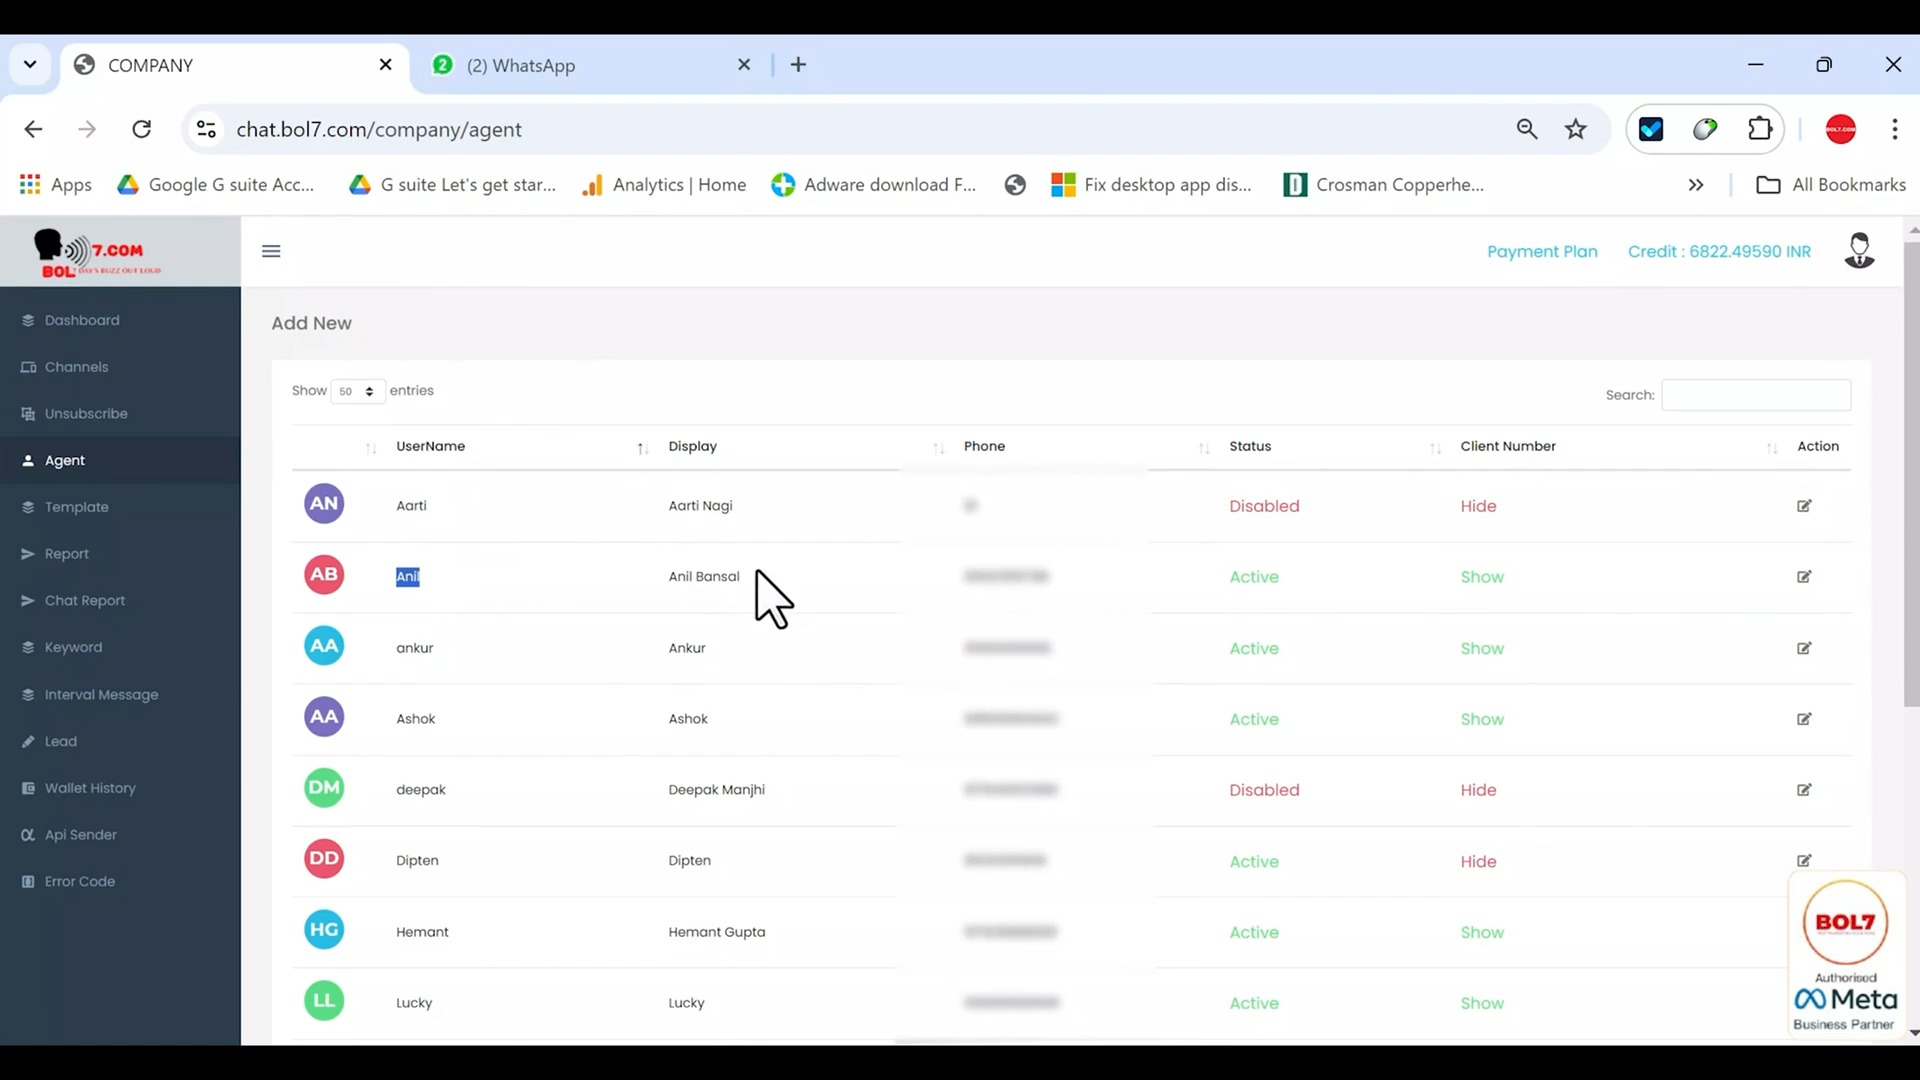 COMPANY
2 (2) WhatsApp
chat.bol7.com/company/agent
BOL7.COM
Apps Google G suite Acc... G suite Let's get star... Analytics | Home Adware download F... Fix desktop app dis... Crosman Copperhe... All Bookmarks
7.COM
BOL7 DAY'S BUZZ OUT LOUD
Payment Plan Credit : 6822.49590 INR
Dashboard
Channels
Unsubscribe
Agent
Template
Report
Chat Report
Keyword
Interval Message
Lead
Wallet History
Api Sender
Error Code
Add New
Show 50 entries Search:
UserName Display Phone Status Client Number Action
AN Aarti Aarti Nagi Disabled Hide
AB Anil Anil Bansal Active Show
AA ankur Ankur Active Show
AA Ashok Ashok Active Show
DM deepak Deepak Manjhi Disabled Hide
DD Dipten Dipten Active Hide
HG Hemant Hemant Gupta Active Show
LL Lucky Lucky Active Show
BOL7
Authorised
Meta
Business Partner